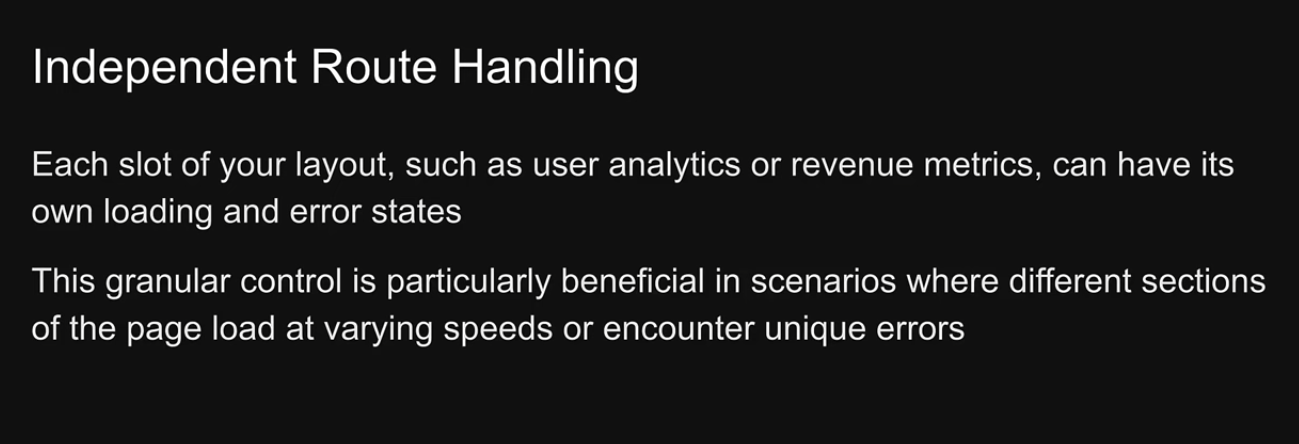 Independent Route Handling
Each slot of your layout, such as user analytics or revenue metrics, can have its
own loading and error states
This granular control is particularly beneficial in scenarios where different sections
of the page load at varying speeds or encounter unique errors